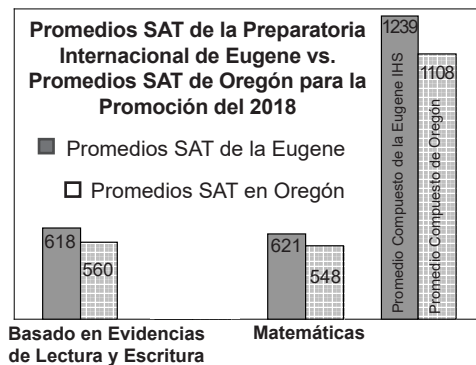 Promedios SAT de la Preparatoria
Internacional de Eugene vs.
Promedios SAT de Oregón para la
Promoción del 2018
Promedios SAT de la Eugene
Promedios SAT en Oregón
618
560
621
548
1239
Promedio Compuesto de la Eugene IHS
1108
Promedio Compuesto de Oregón
Basado en Evidencias
de Lectura y Escritura
Matemáticas